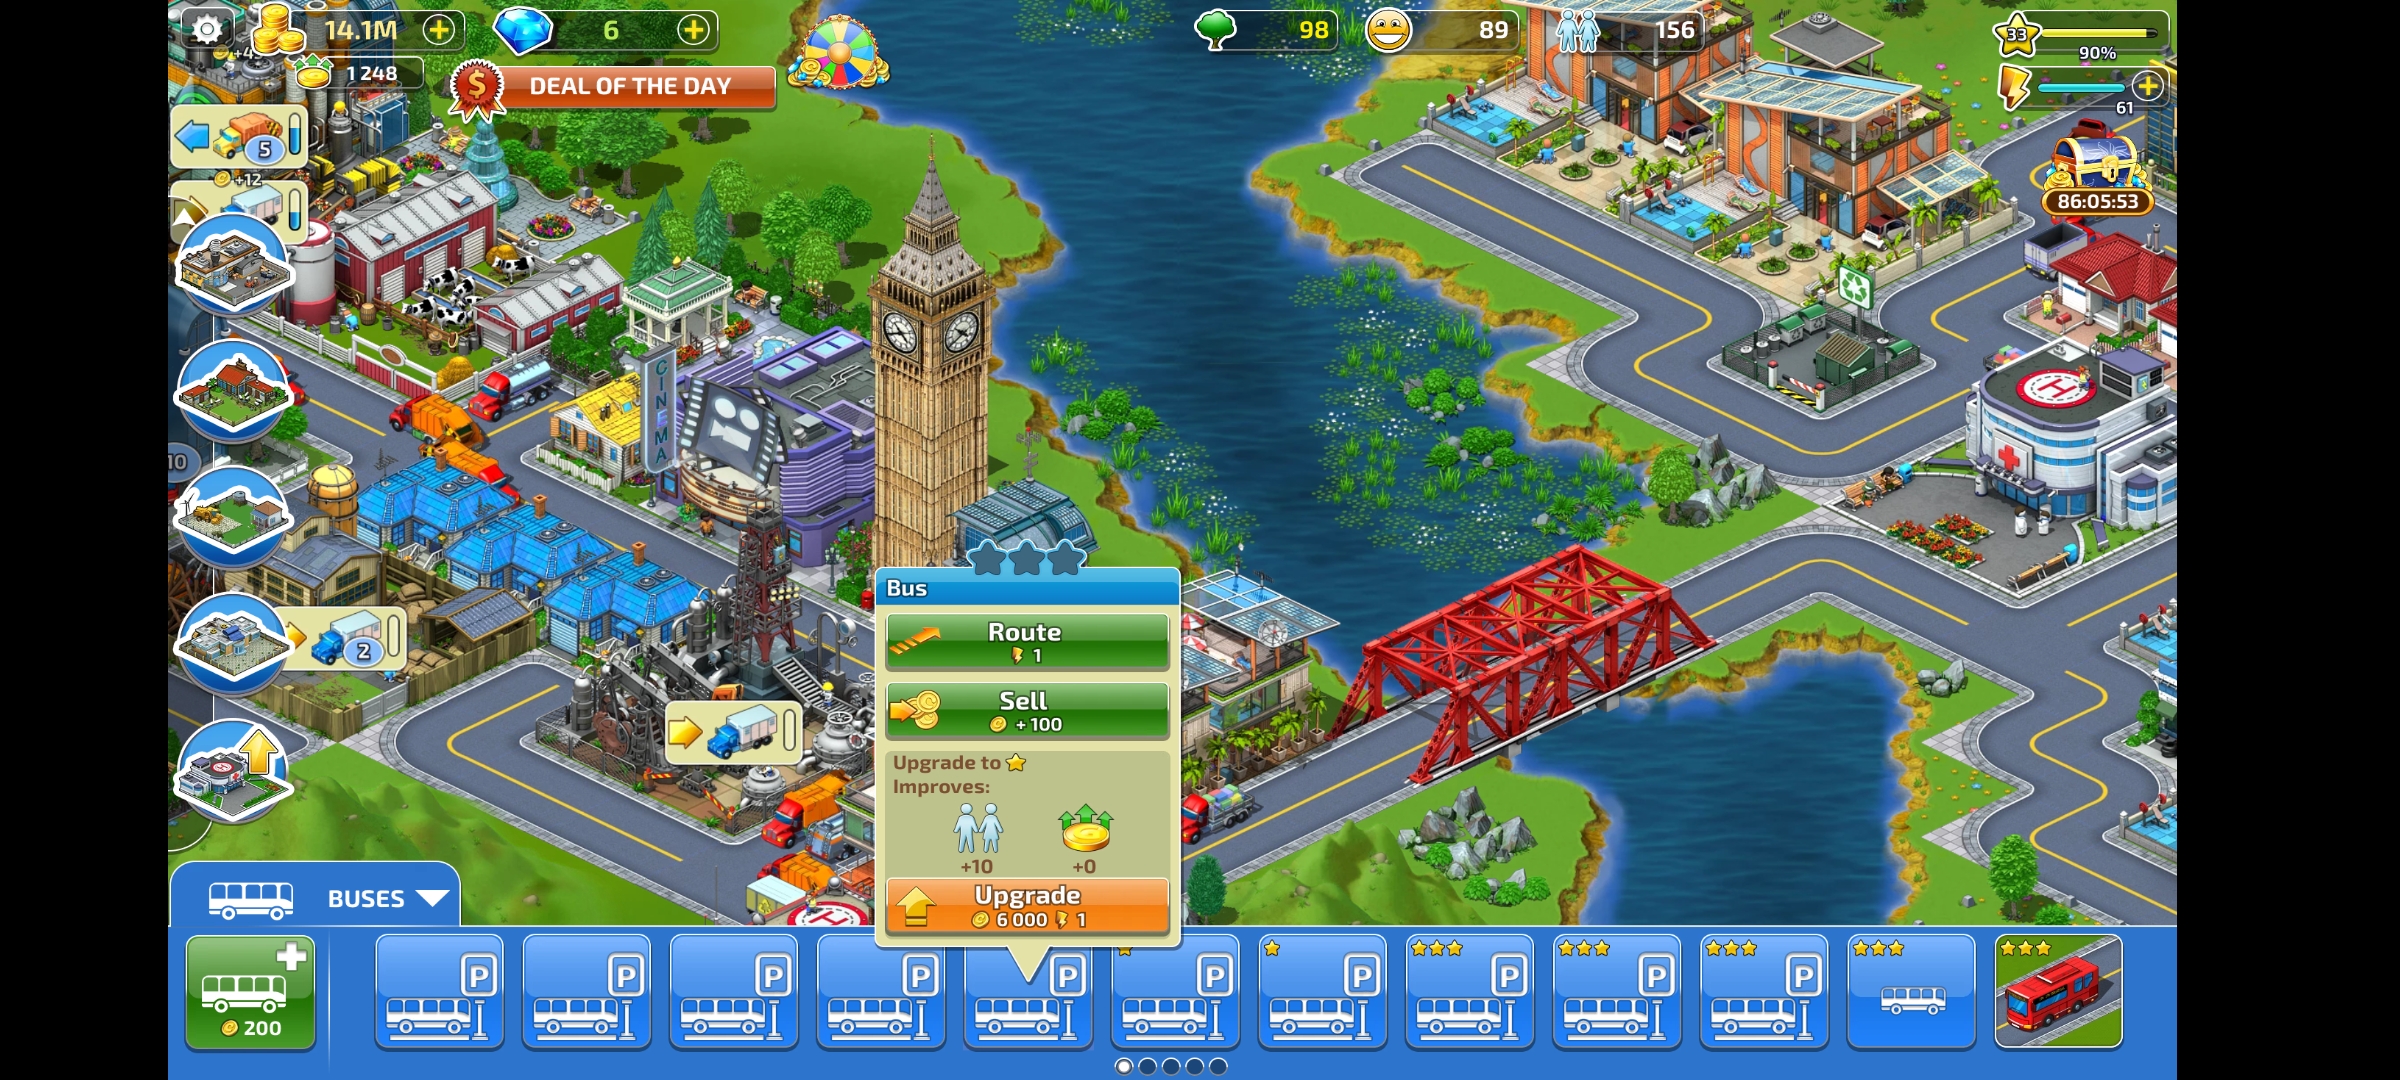 14.1M
6
98
89
156
33
90%
1 248
DEAL OF THE DAY
61
5
+12
86:05:53
CINEMA
10
2
Bus
Route
1
Sell
+ 100
Upgrade to
Improves:
+10
+0
Upgrade
6 000 1
BUSES
200
P
P
P
P
P
P
P
P
P
P
H
H